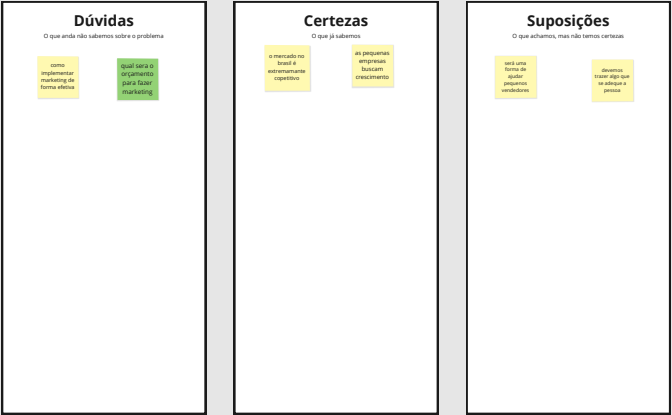 Dúvidas
O que anda não sabemos sobre o problema
como
implementar
marketing de
forma efetiva
qual sera o
orçamento
para fazer
marketing
Certezas
O que já sabemos
o mercado no
brasil é
extremamante
copetitivo
as pequenas
empresas
buscam
crescimento
Suposições
O que achamos, mas não temos certezas
será uma
forma de
ajudar
pequenos
vendedores
devemos
trater algo que
se adeque a
pessoa